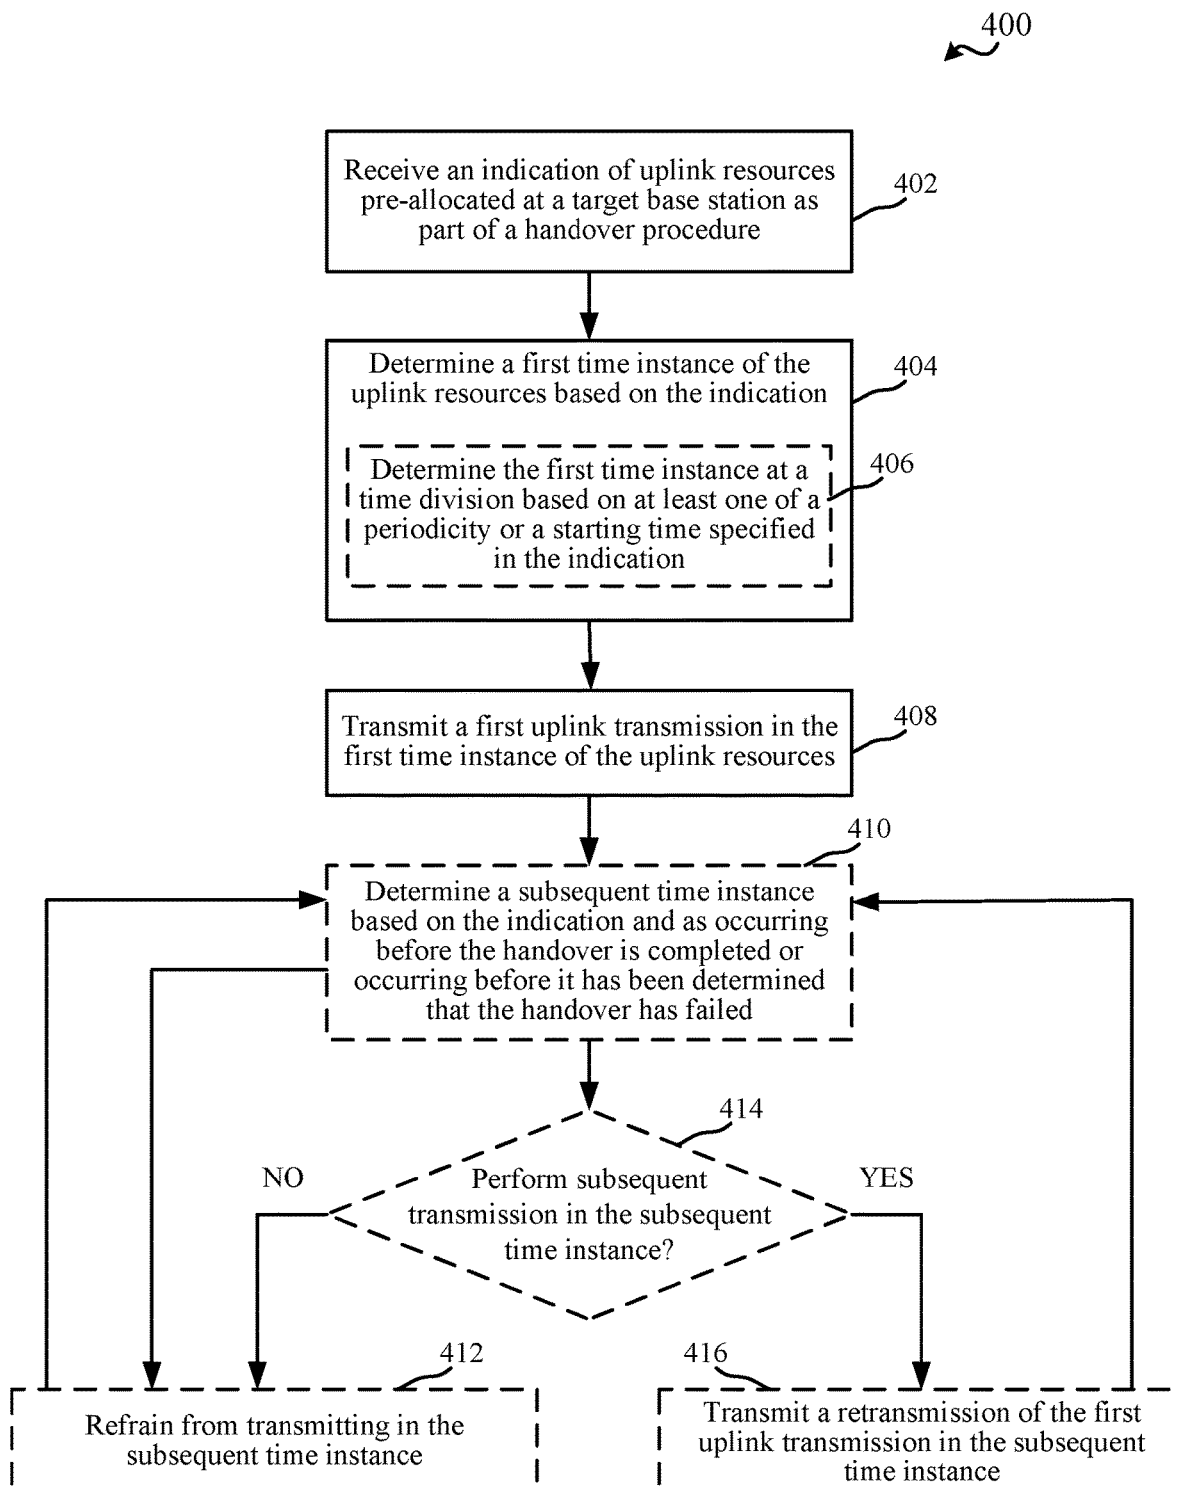 400
Receive an indication of uplink resources
pre-allocated at a target base station as
part of a handover procedure
402
Determine a first time instance of the
uplink resources based on the indication
404
Determine the first time instance at a
time division based on at least one of a
periodicity or a starting time specified
in the indication
406
Transmit a first uplink transmission in the
first time instance of the uplink resources
408
410
Determine a subsequent time instance
based on the indication and as occurring
before the handover is completed or
occurring before it has been determined
that the handover has failed
414
NO
Perform subsequent
transmission in the subsequent
time instance?
YES
412
Refrain from transmitting in the
subsequent time instance
416
Transmit a retransmission of the first
uplink transmission in the subsequent
time instance